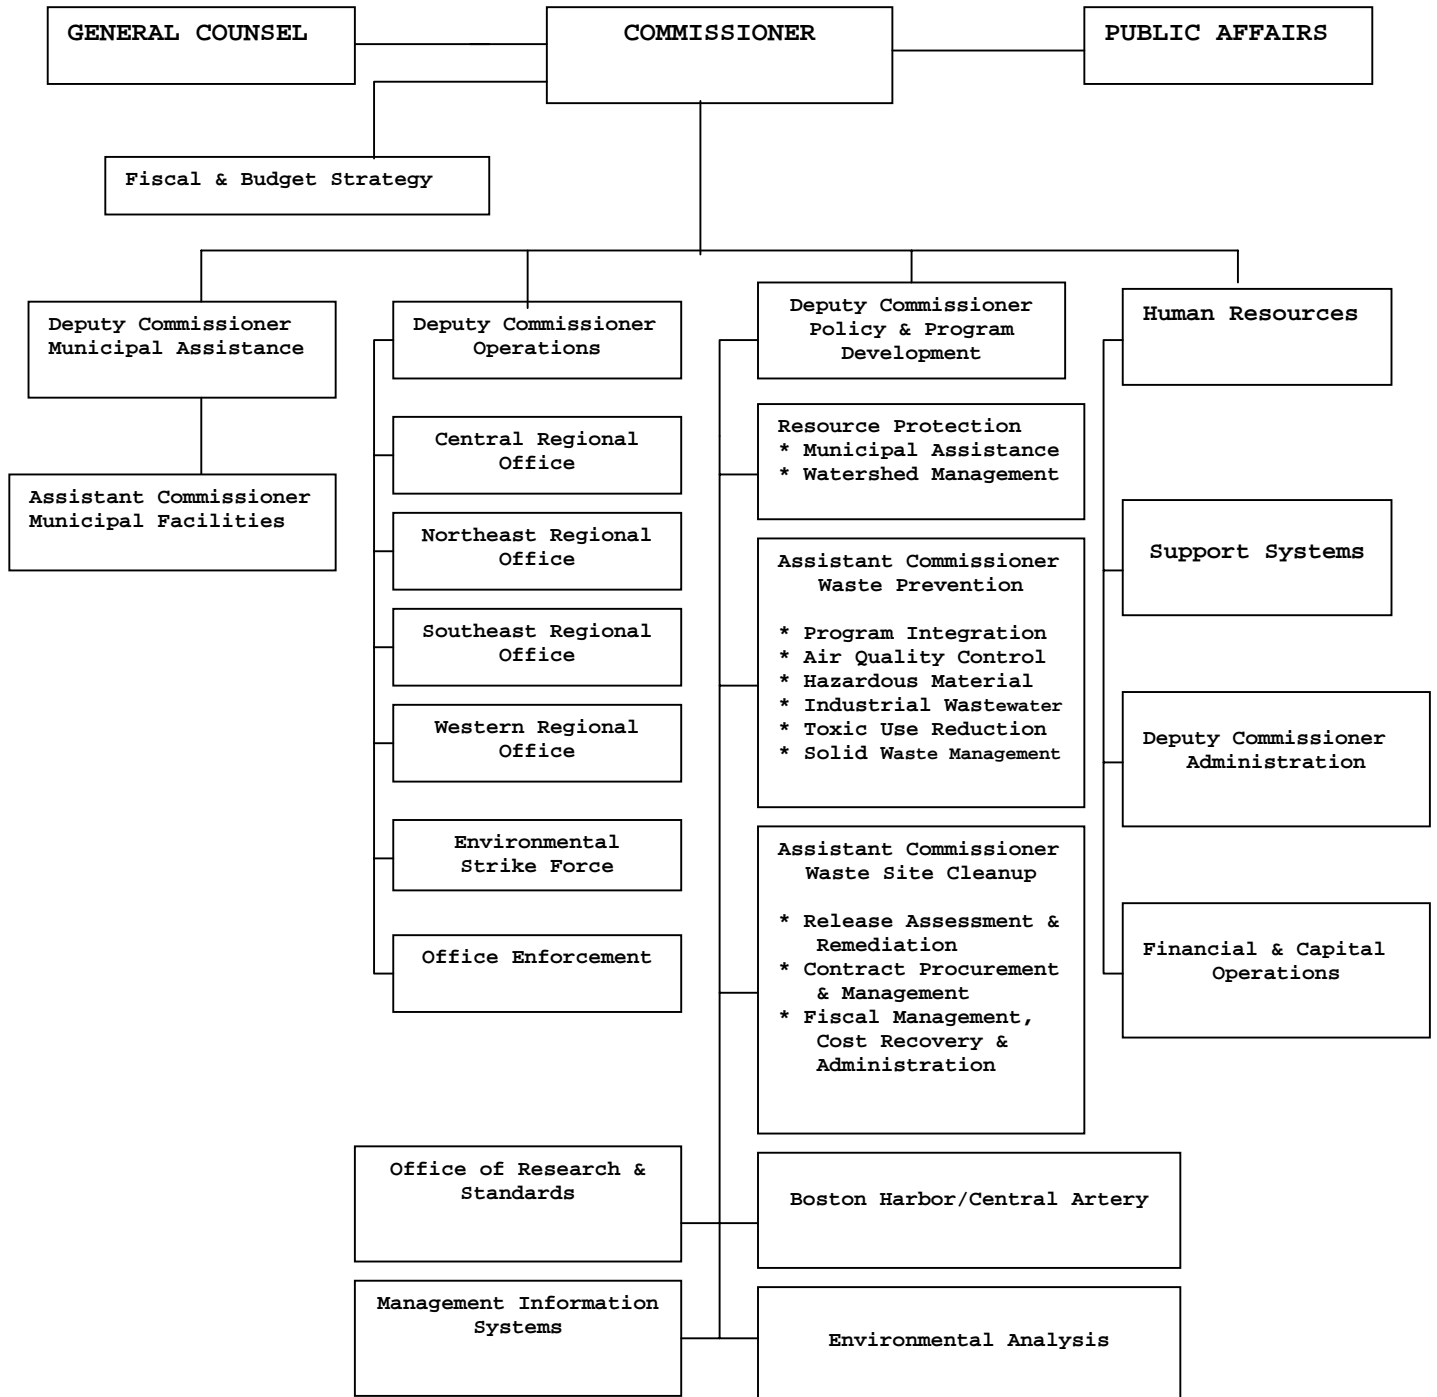 GENERAL COUNSEL
COMMISSIONER
PUBLIC AFFAIRS
Fiscal & Budget Strategy
Deputy Commissioner
Municipal Assistance
Assistant Commissioner
Municipal Facilities
Deputy Commissioner
Operations
Central Regional
Office
Northeast Regional
Office
Southeast Regional
Office
Western Regional
Office
Environmental
Strike Force
Office Enforcement
Deputy Commissioner
Policy & Program
Development
Resource Protection
* Municipal Assistance
* Watershed Management
Assistant Commissioner
Waste Prevention
* Program Integration
* Air Quality Control
* Hazardous Material
* Industrial Wastewater
* Toxic Use Reduction
* Solid Waste Management
Assistant Commissioner
Waste Site Cleanup
* Release Assessment &
Remediation
* Contract Procurement
& Management
* Fiscal Management,
Cost Recovery &
Administration
Office of Research &
Standards
Boston Harbor/Central Artery
Management Information
Systems
Environmental Analysis
Human Resources
Support Systems
Deputy Commissioner
Administration
Financial & Capital
Operations